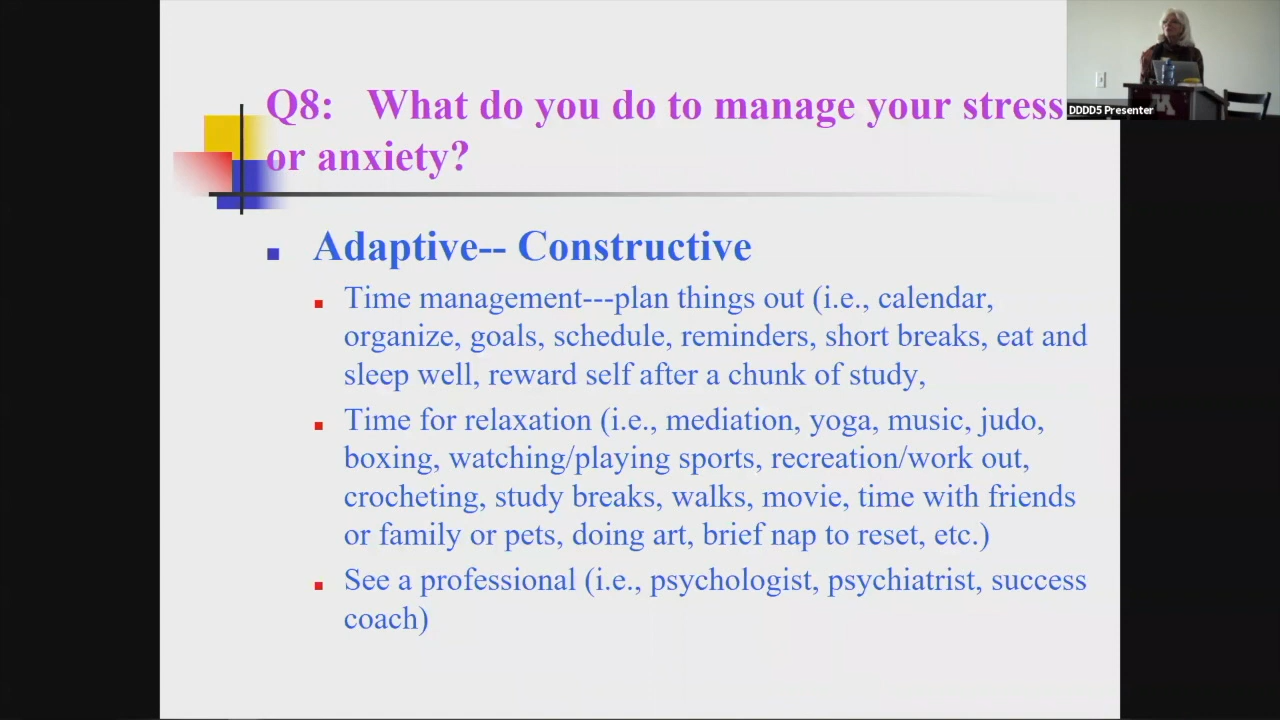 Q8: What do you do to manage your stress
or anxiety?
DDDD5 Presenter
Adaptive-- Constructive
Time management---plan things out (i.e., calendar,
organize, goals, schedule, reminders, short breaks, eat and
sleep well, reward self after a chunk of study,
Time for relaxation (i.e., mediation, yoga, music, judo,
boxing, watching/playing sports, recreation/work out,
crocheting, study breaks, walks, movie, time with friends
or family or pets, doing art, brief nap to reset, etc.)
See a professional (i.e., psychologist, psychiatrist, success
coach)